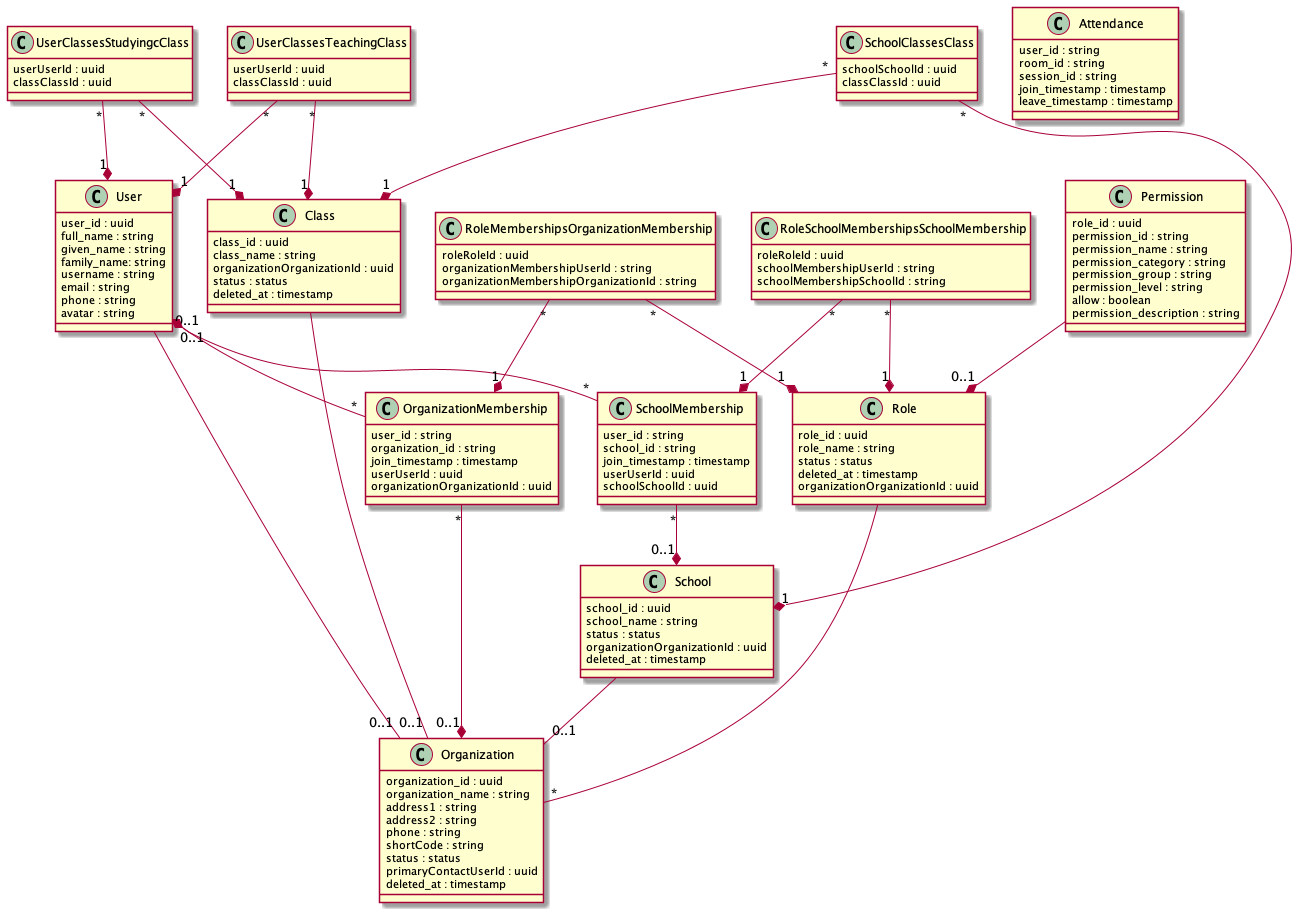 C UserClassesStudyingcClass
userUserId : uuid
classClassId : uuid
C UserClassesTeachingClass
userUserId : uuid
classClassId : uuid
C SchoolClassesClass
schoolSchoolId : uuid
classClassId : uuid
C Attendance
user_id : string
room_id : string
session_id : string
join_timestamp : timestamp
leave_timestamp : timestamp
*
*
*
*
*
*
1
1
1
1
1
C User
user_id : uuid
full_name : string
given_name : string
family_name: string
username : string
email : string
phone : string
avatar : string
C Class
class_id : uuid
class_name : string
organizationOrganizationId : uuid
status : status
deleted_at : timestamp
C RoleMembershipsOrganizationMembership
roleRoleId : uuid
organizationMembershipUserId : string
organizationMembershipOrganizationId : string
C RoleSchoolMembershipsSchoolMembership
roleRoleId : uuid
schoolMembershipUserId : string
schoolMembershipSchoolId : string
C Permission
role_id : uuid
permission_id : string
permission_name : string
permission_category : string
permission_group : string
permission_level : string
allow : boolean
permission_description : string
0..1
0..1
*
*
*
*
1
1
1
1
0..1
*
*
C OrganizationMembership
user_id : string
organization_id : string
join_timestamp : timestamp
userUserId : uuid
organizationOrganizationId : uuid
C SchoolMembership
user_id : string
school_id : string
join_timestamp : timestamp
userUserId : uuid
schoolSchoolId : uuid
C Role
role_id : uuid
role_name : string
status : status
deleted_at : timestamp
organizationOrganizationId : uuid
*
*
0..1
C School
school_id : uuid
school_name : string
status : status
organizationOrganizationId : uuid
deleted_at : timestamp
1
0..1
0..1
0..1
0..1
C Organization
organization_id : uuid
organization_name : string
address1 : string
address2 : string
phone : string
shortCode : string
status : status
primaryContactUserId : uuid
deleted_at : timestamp
*